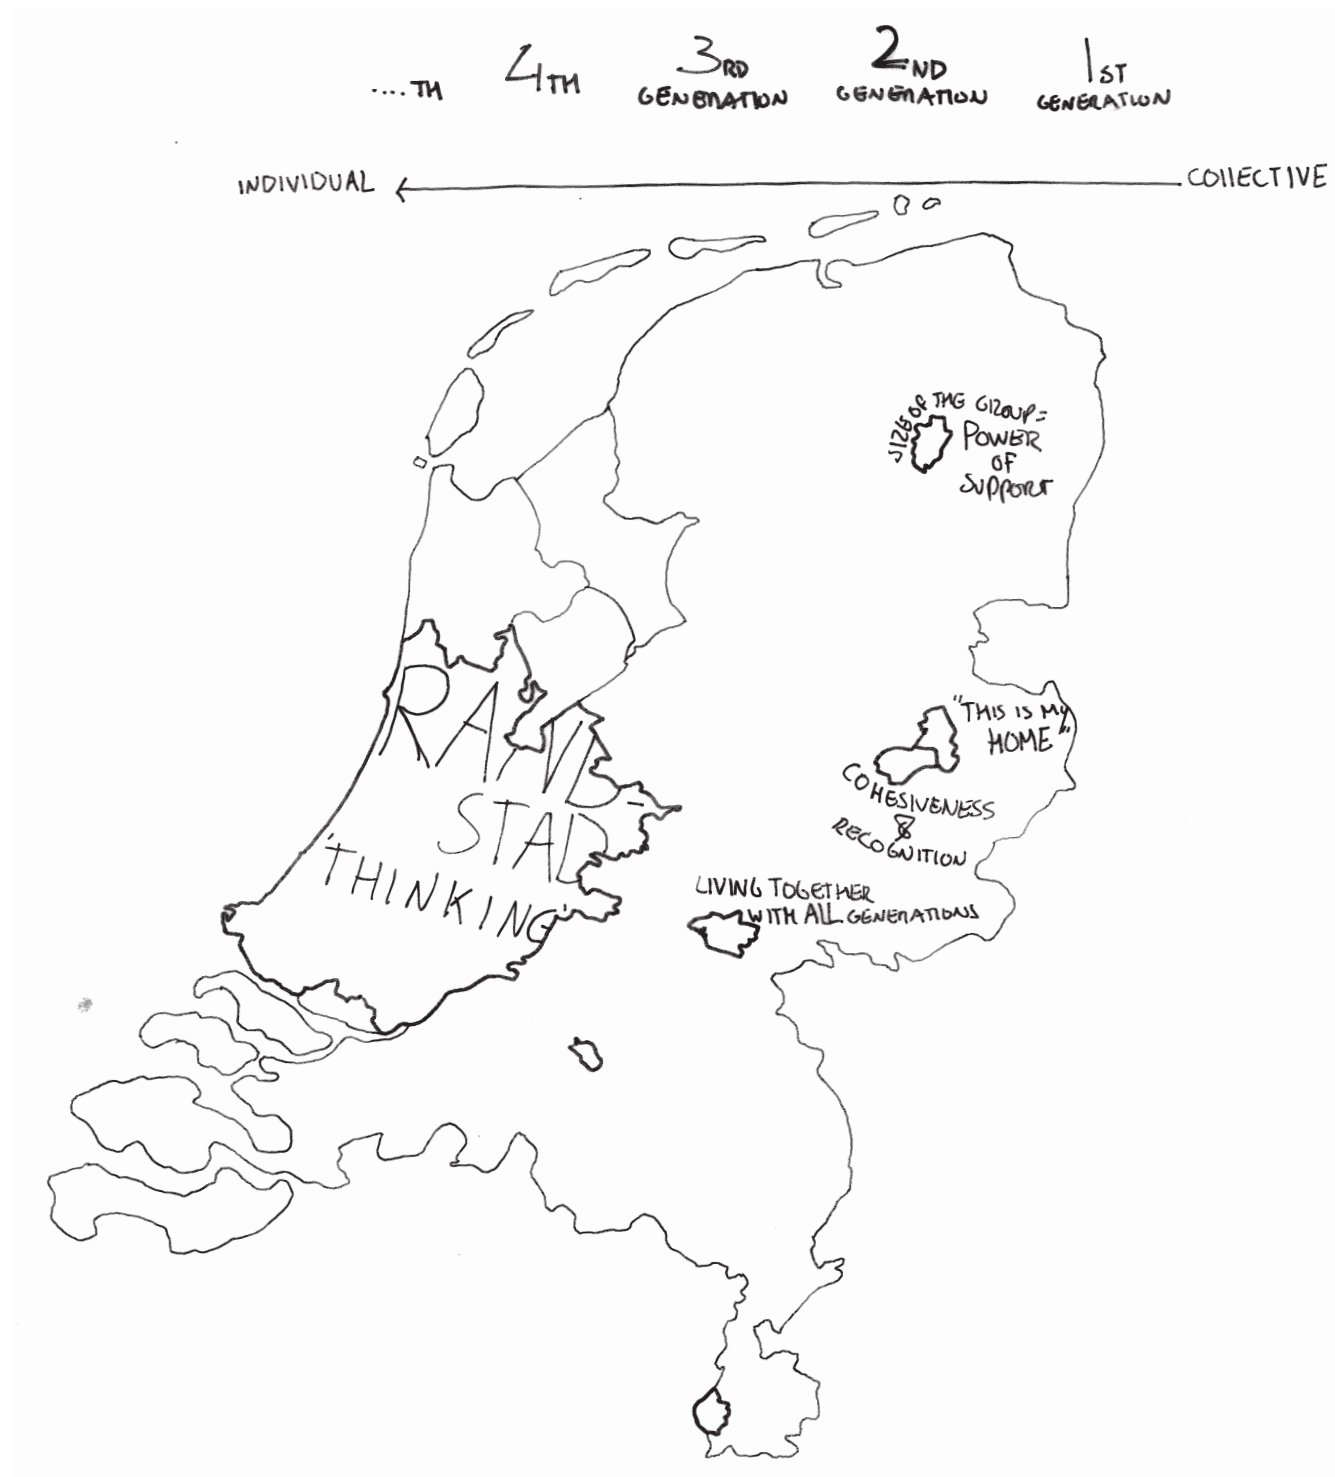 ....TH 4TH 3RD GENERATION 2ND GENERATION 1ST GENERATION
INDIVIDUAL COllECTIVE
SIZE OF THE GROUP =
POWER
OF
SUPPORT
RAND
STAD
'THINKING'
"THIS IS MY
HOME"
COHESIVENESS
&
RECOGNITION
LIVING TOGETHER
WITH ALL GENERATIONS